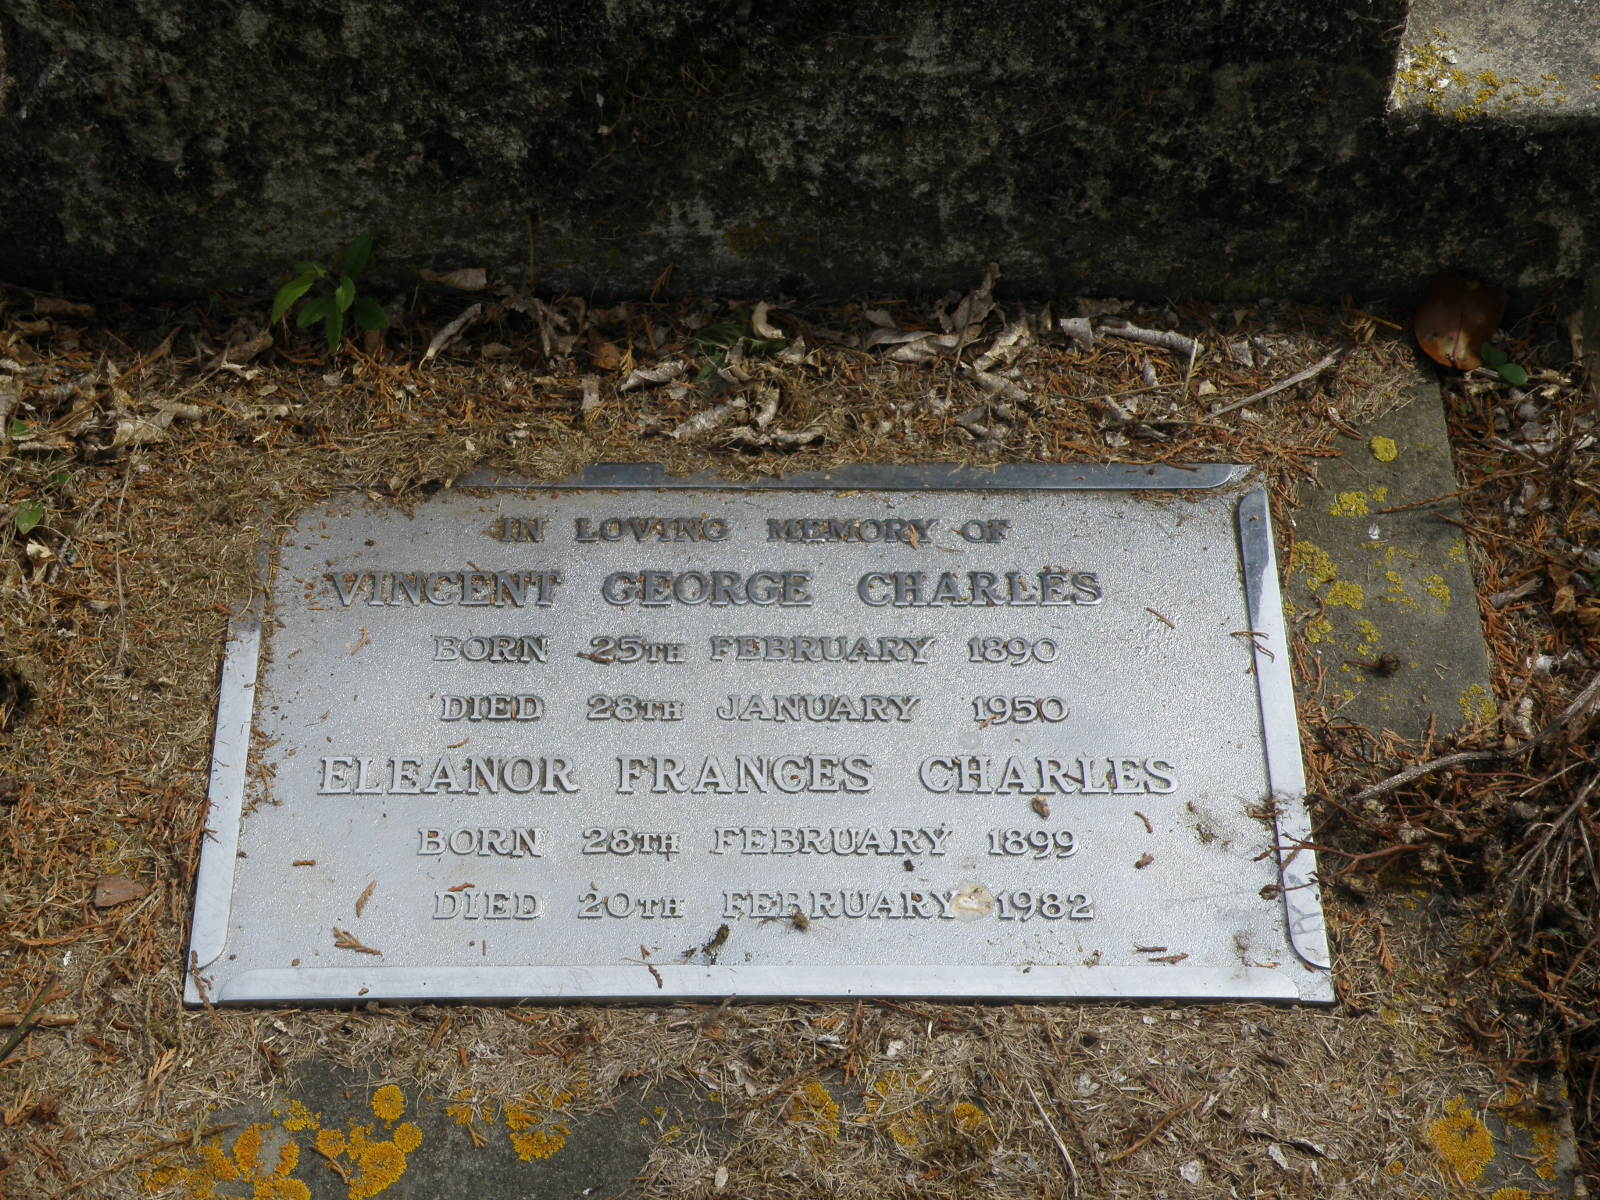 IN LOVING MEMORY OF
VINCENT GEORGE CHARLES
BORN 25TH FEBRUARY 1890
DIED 28TH JANUARY 1950
ELEANOR FRANCES CHARLES
BORN 28TH FEBRUARY 1899
DIED 20TH FEBRUARY 1982